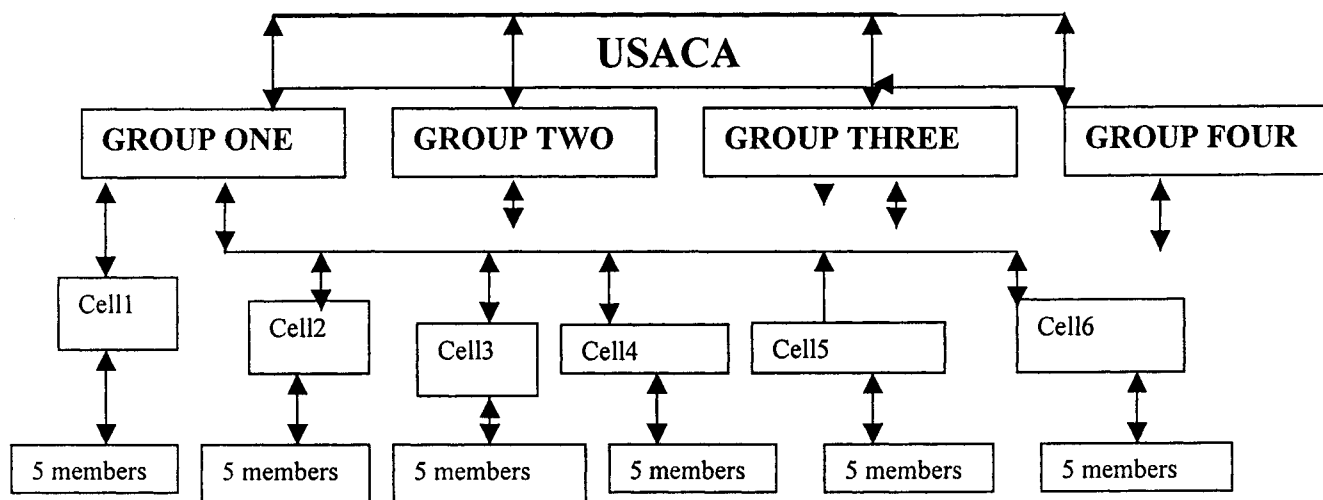 USACA
GROUP ONE
GROUP TWO
GROUP THREE
GROUP FOUR
Cell1
Cell2
Cell3
Cell4
Cell5
Cell6
5 members
5 members
5 members
5 members
5 members
5 members